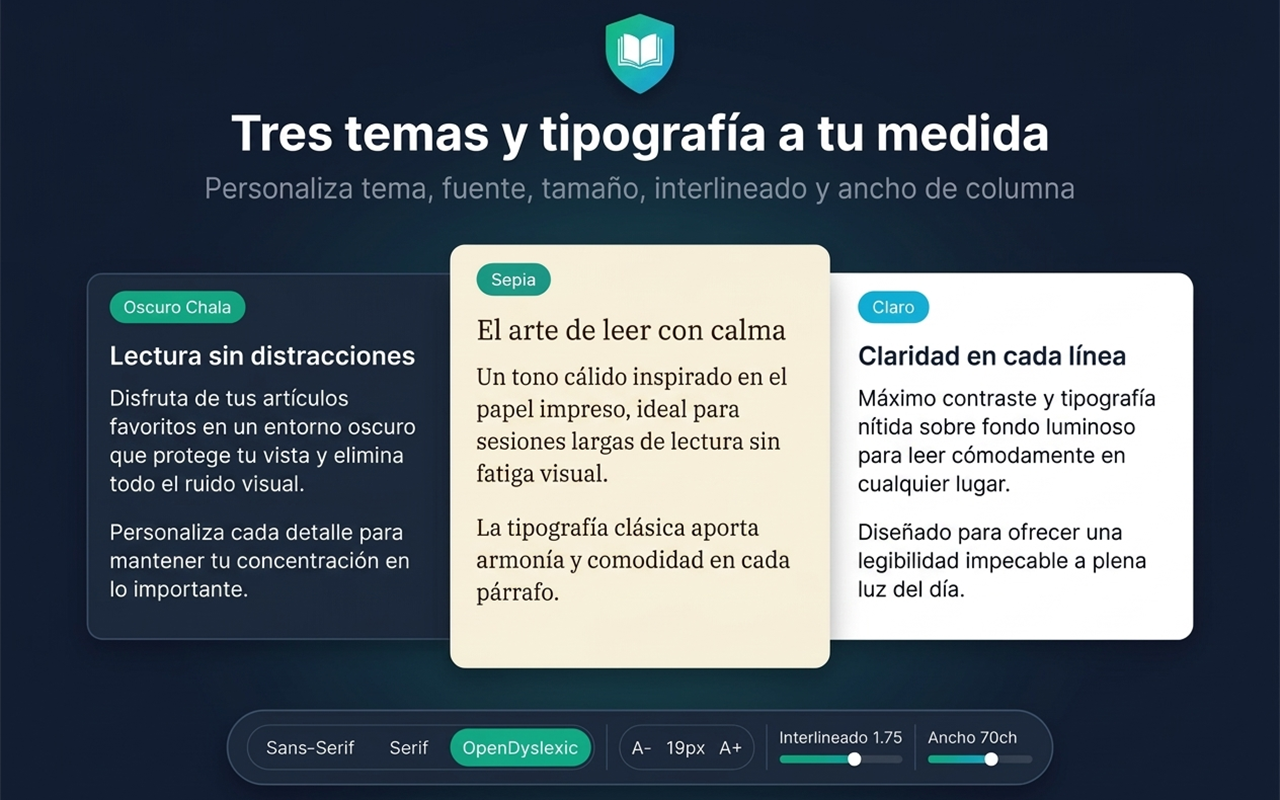 Tres temas y tipografía a tu medida
Personaliza tema, fuente, tamaño, interlineado y ancho de columna
Oscuro Chala
Lectura sin distracciones
Disfruta de tus artículos
favoritos en un entorno oscuro
que protege tu vista y elimina
todo el ruido visual.
Personaliza cada detalle para
mantener tu concentración en
lo importante.
Sepia
El arte de leer con calma
Un tono cálido inspirado en el
papel impreso, ideal para
sesiones largas de lectura sin
fatiga visual.
La tipografía clásica aporta
armonía y comodidad en cada
párrafo.
Claro
Claridad en cada línea
Máximo contraste y tipografía
nítida sobre fondo luminoso
para leer cómodamente en
cualquier lugar.
Diseñado para ofrecer una
legibilidad impecable a plena
luz del día.
Sans-Serif Serif OpenDyslexic A- 19px A+ Interlineado 1.75 Ancho 70ch